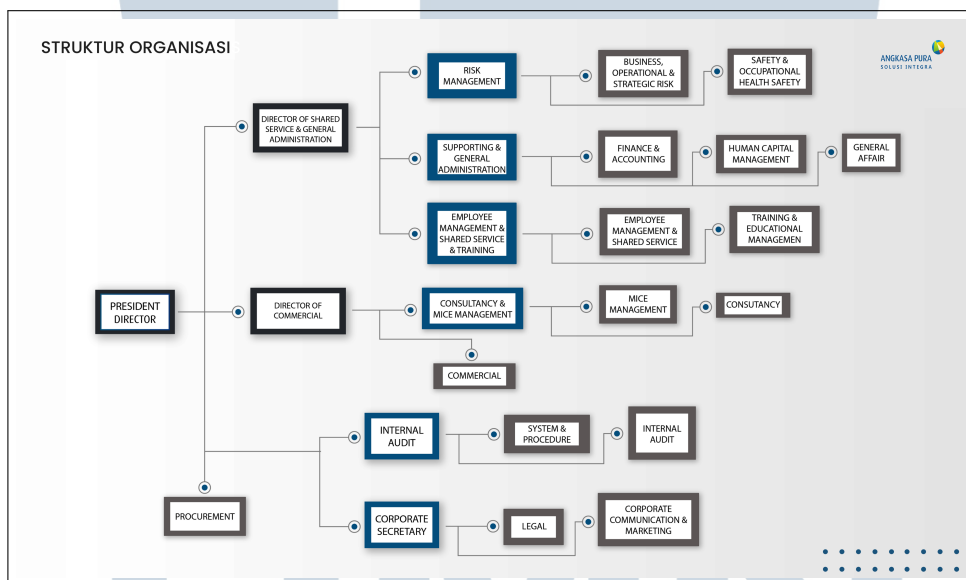 STRUKTUR ORGANISASI
ANGKASA PURA
SOLUSI INTEGRA
RISK
MANAGEMENT
BUSINESS,
OPERATIONAL &
STRATEGIC RISK
SAFETY &
OCCUPATIONAL
HEALTH SAFETY
DIRECTOR OF SHARED
SERVICE & GENERAL
ADMINISTRATION
SUPPORTING &
GENERAL
ADMINISTRATION
FINANCE &
ACCOUNTING
HUMAN CAPITAL
MANAGEMENT
GENERAL
AFFAIR
EMPLOYEE
MANAGEMENT &
SHARED SERVICE
& TRAINING
EMPLOYEE
MANAGEMENT &
SHARED SERVICE
TRAINING &
EDUCATIONAL
MANAGEMEN
PRESIDENT
DIRECTOR
DIRECTOR OF
COMMERCIAL
CONSULTANCY &
MICE MANAGEMENT
MICE
MANAGEMENT
CONSUTANCY
COMMERCIAL
INTERNAL
AUDIT
SYSTEM &
PROCEDURE
INTERNAL
AUDIT
PROCUREMENT
CORPORATE
SECRETARY
LEGAL
CORPORATE
COMMUNICATION &
MARKETING